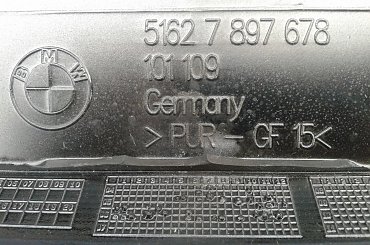 BMW
5162 7 897 678
101 109
Germany
>PUR-GF 15<